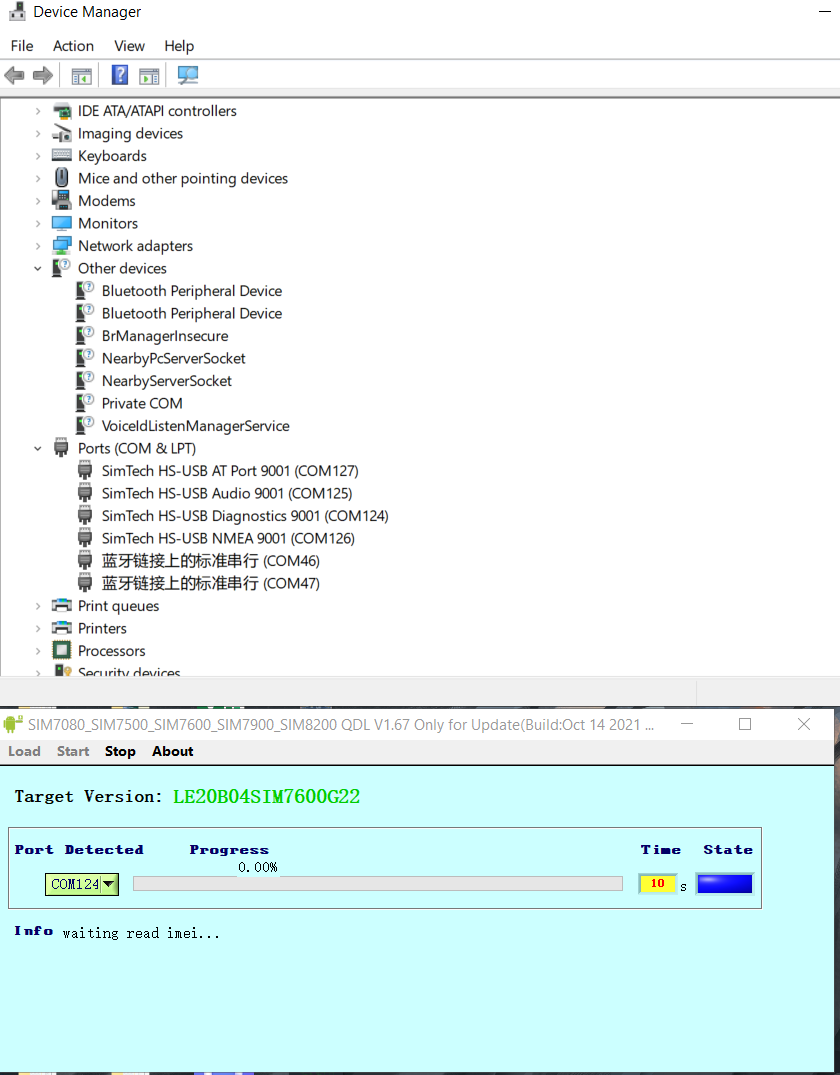 Device Manager
File Action View Help
IDE ATA/ATAPI controllers
Imaging devices
Keyboards
Mice and other pointing devices
Modems
Monitors
Network adapters
Other devices
Bluetooth Peripheral Device
Bluetooth Peripheral Device
BrManagerInsecure
NearbyPcServerSocket
NearbyServerSocket
Private COM
VoiceIdListenManagerService
Ports (COM & LPT)
SimTech HS-USB AT Port 9001 (COM127)
SimTech HS-USB Audio 9001 (COM125)
SimTech HS-USB Diagnostics 9001 (COM124)
SimTech HS-USB NMEA 9001 (COM126)
蓝牙链接上的标准串行 (COM46)
蓝牙链接上的标准串行 (COM47)
Print queues
Printers
Processors
Security devices
SIM7080_SIM7500_SIM7600_SIM7900_SIM8200 QDL V1.67 Only for Update(Build:Oct 14 2021 ...
Load Start Stop About
Target Version: LE20B04SIM7600G22
Port Detected Progress Time State
0.00%
COM124 10 s
Info waiting read imei...